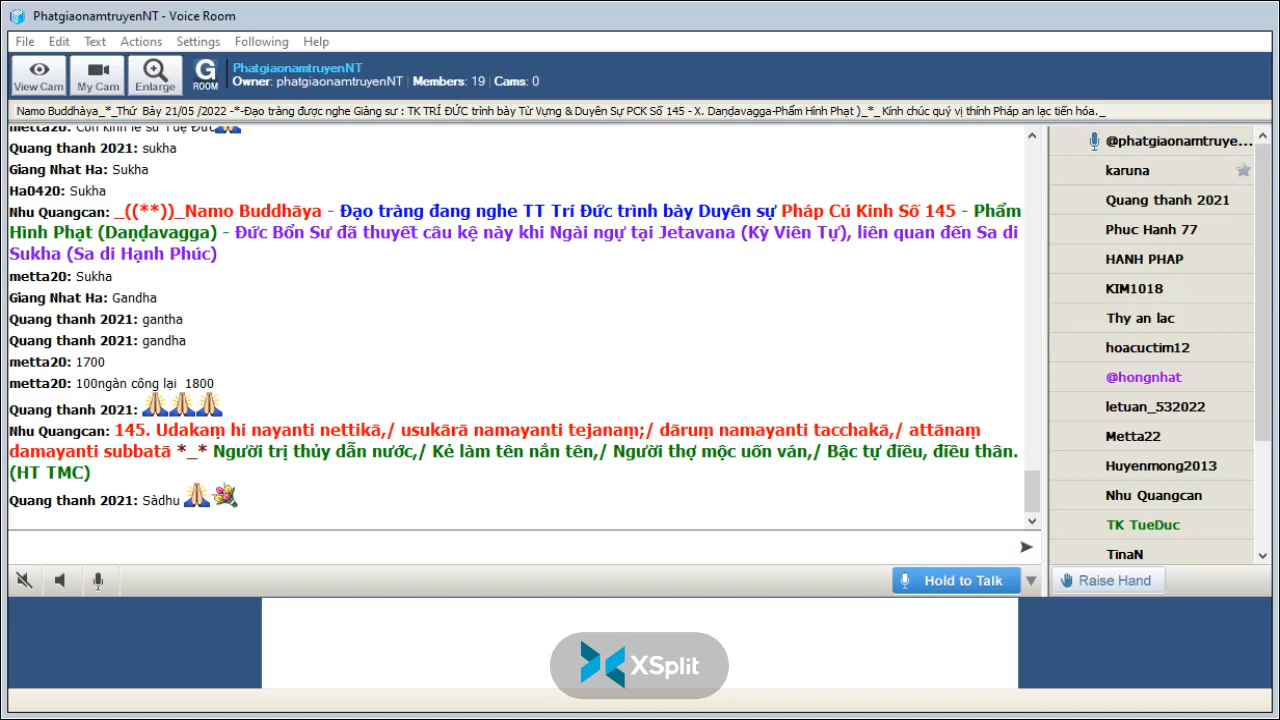 PhatgiaonamtruyenNT - Voice Room
File Edit Text Actions Settings Following Help
View Cam My Cam Enlarge G ROOM
PhatgiaonamtruyenNT
Owner: phatgiaonamtruyenNT | Members: 19 | Cams: 0
Namo Buddhàya_*_Thứ Bảy 21/05 /2022 -*-Đạo tràng được nghe Giảng sư : TK TRÍ ĐỨC trình bày Từ Vựng & Duyên Sự PCK Số 145 - X. Daṇḍavagga-Phẩm Hình Phạt )_*_Kính chúc quý vị thính Pháp an lạc tiến hóa._
metta20: Con kính lễ sư Tuệ Đức
Quang thanh 2021: sukha
Giang Nhat Ha: Sukha
Ha0420: Sukha
Nhu Quangcan: _((**))_Namo Buddhāya - Đạo tràng đang nghe TT Trí Đức trình bày Duyên sự Pháp Cú Kinh Số 145 - Phẩm
Hình Phạt (Daṇḍavagga) - Đức Bổn Sư đã thuyết câu kệ này khi Ngài ngự tại Jetavana (Kỳ Viên Tự), liên quan đến Sa di
Sukha (Sa di Hạnh Phúc)
metta20: Sukha
Giang Nhat Ha: Gandha
Quang thanh 2021: gantha
Quang thanh 2021: gandha
metta20: 1700
metta20: 100ngàn công lại 1800
Quang thanh 2021: 🙏🙏🙏
Nhu Quangcan: 145. Udakaṃ hi nayanti nettikā,/ usukārā namayanti tejanaṃ;/ dāruṃ namayanti tacchakā,/ attānaṃ
damayanti subbatā *_* Người trị thủy dẫn nước,/ Kẻ làm tên nắn tên,/ Người thợ mộc uốn ván,/ Bậc tự điều, điều thân.
(HT TMC)
Quang thanh 2021: Sàdhu 🙏💐
@phatgiaonamtruye...
karuna
Quang thanh 2021
Phuc Hanh 77
HANH PHAP
KIM1018
Thy an lac
hoacuctim12
@hongnhat
letuan_532022
Metta22
Huyenmong2013
Nhu Quangcan
TK TueDuc
TinaN
Hold to Talk
Raise Hand
XSplit